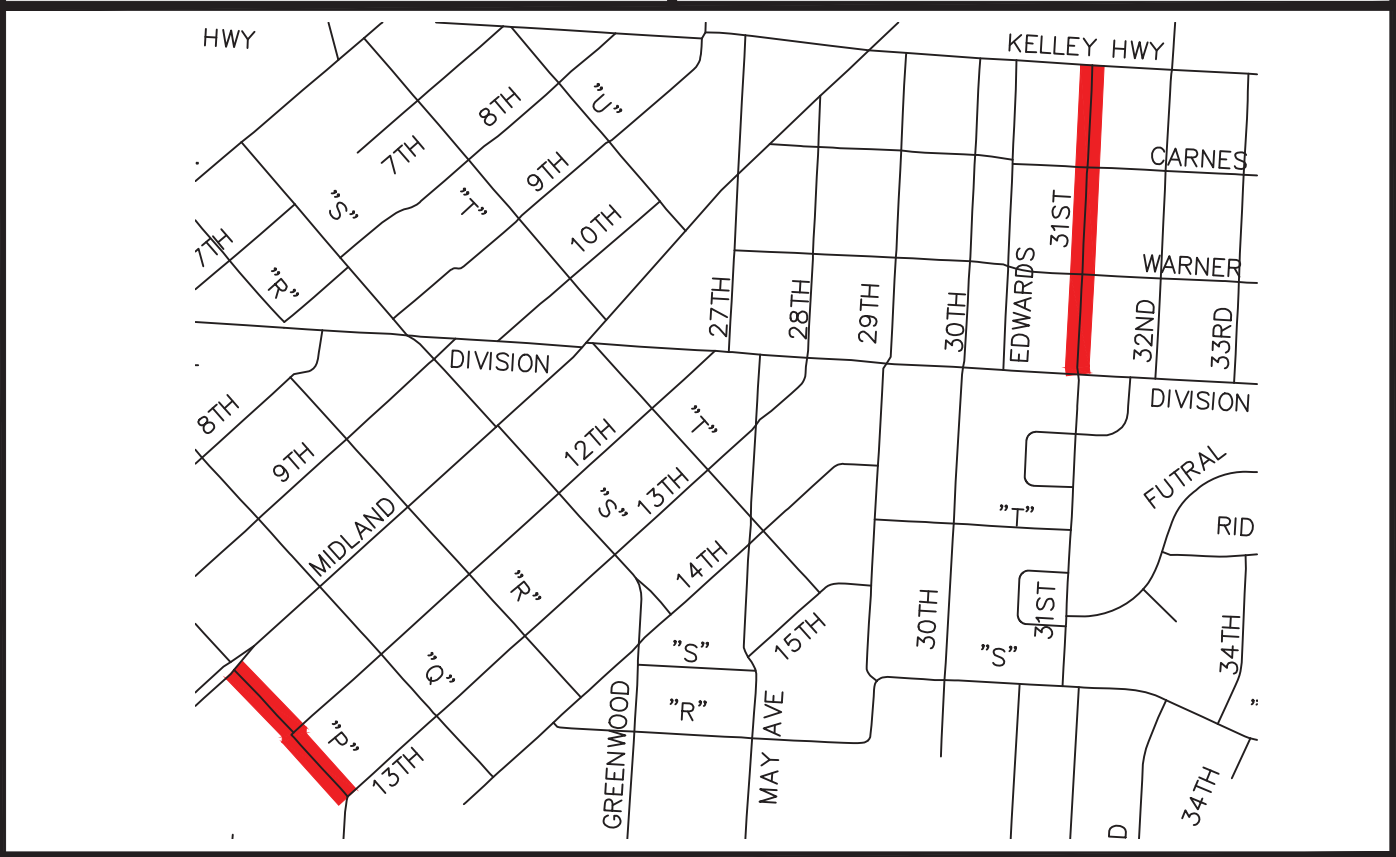 HWY
KELLEY HWY
8TH
"U"
7TH
9TH
"T"
"S"
10TH
7TH
"R"
CARNES
31ST
WARNER
EDWARDS
27TH
28TH
29TH
30TH
32ND
33RD
DIVISION
DIVISION
8TH
9TH
12TH
"T"
"S"
13TH
MIDLAND
FUTRAL
"T"
RID
14TH
"R"
30TH
31ST
15TH
34TH
"S"
"S"
"Q"
"R"
GREENWOOD
MAY AVE
"P"
13TH
34TH
D
"